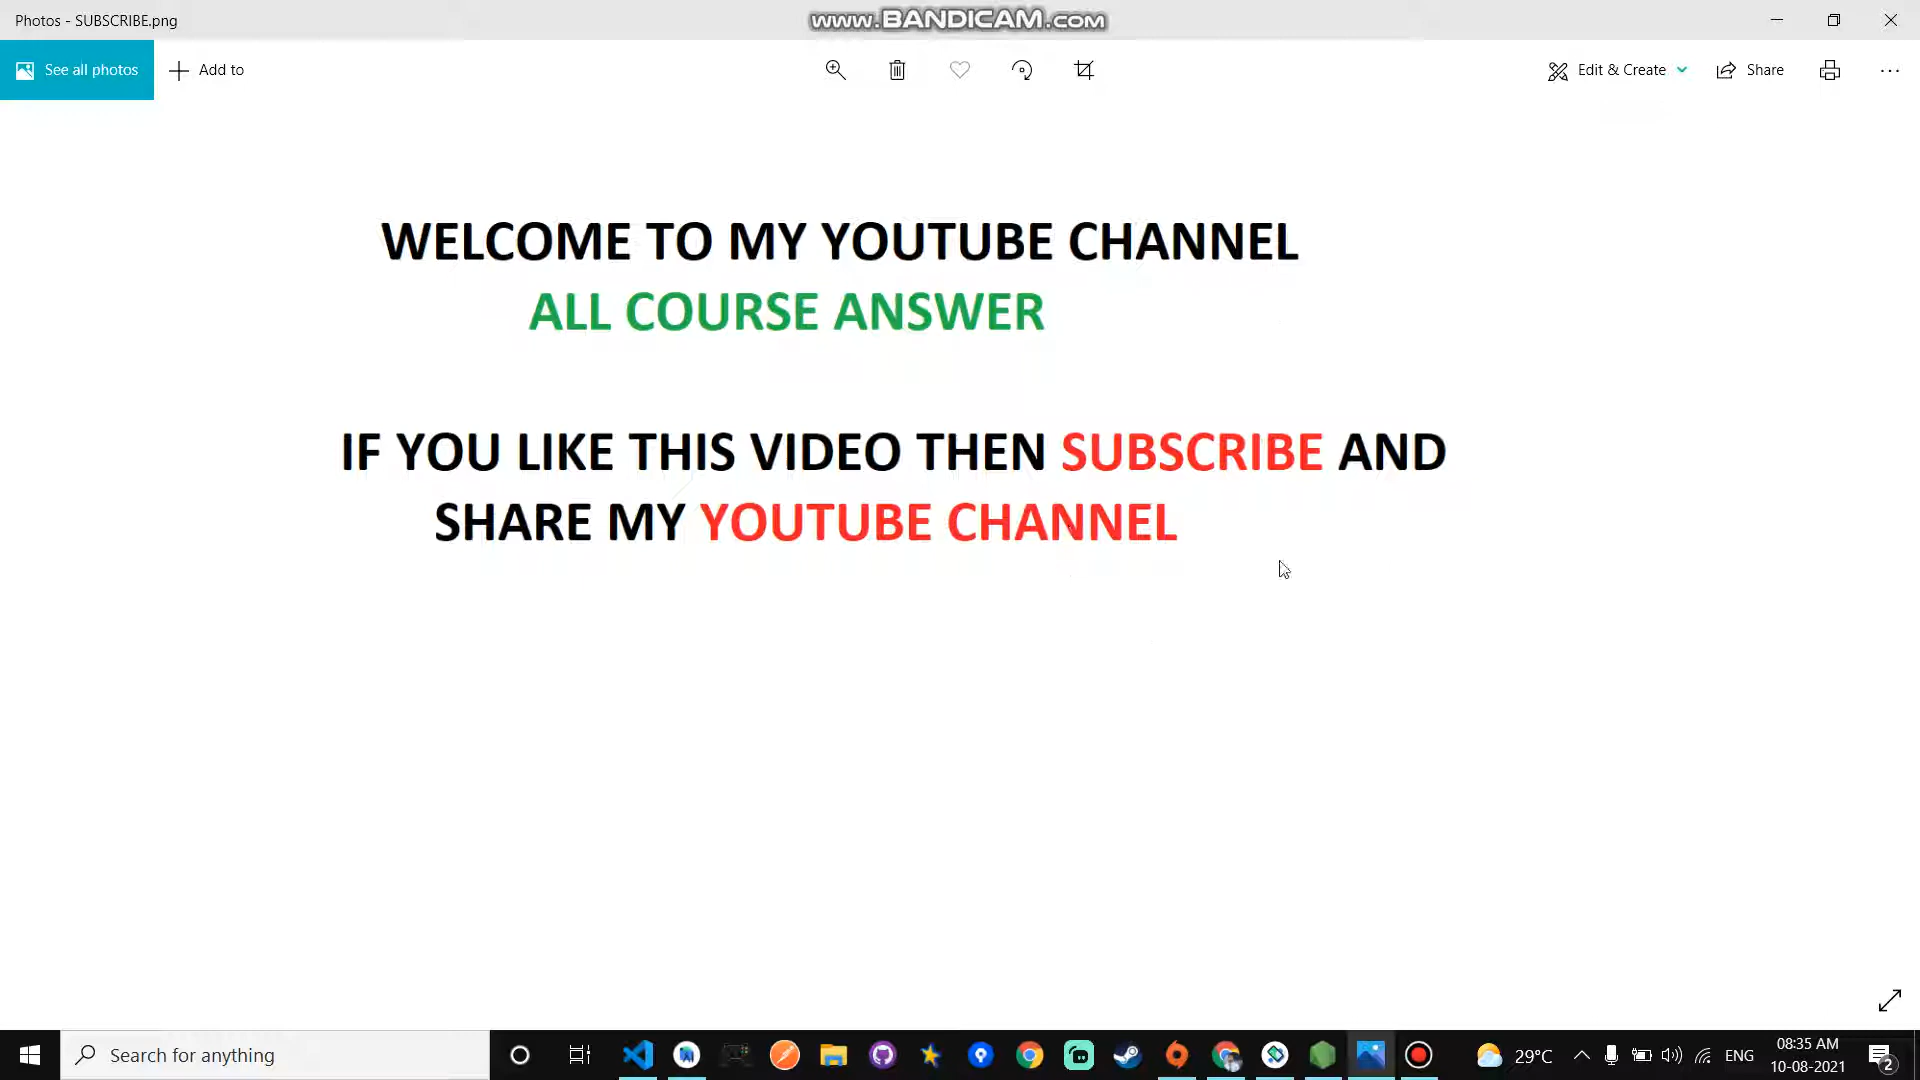 Photos - SUBSCRIBE.png
www.BANDICAM.com
See all photos
Add to
Edit & Create
Share
WELCOME TO MY YOUTUBE CHANNEL
ALL COURSE ANSWER
IF YOU LIKE THIS VIDEO THEN SUBSCRIBE AND
SHARE MY YOUTUBE CHANNEL
Search for anything
29°C
ENG
08:35 AM
10-08-2021
2